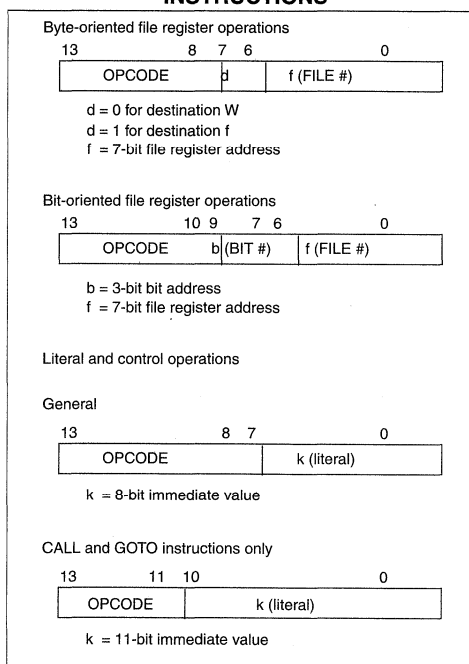 INSTRUCTIONS
Byte-oriented file register operations
13 8 7 6 0
OPCODE d f (FILE #)
d = 0 for destination W
d = 1 for destination f
f = 7-bit file register address
Bit-oriented file register operations
13 10 9 7 6 0
OPCODE b (BIT #) f (FILE #)
b = 3-bit bit address
f = 7-bit file register address
Literal and control operations
General
13 8 7 0
OPCODE k (literal)
k = 8-bit immediate value
CALL and GOTO instructions only
13 11 10 0
OPCODE k (literal)
k = 11-bit immediate value